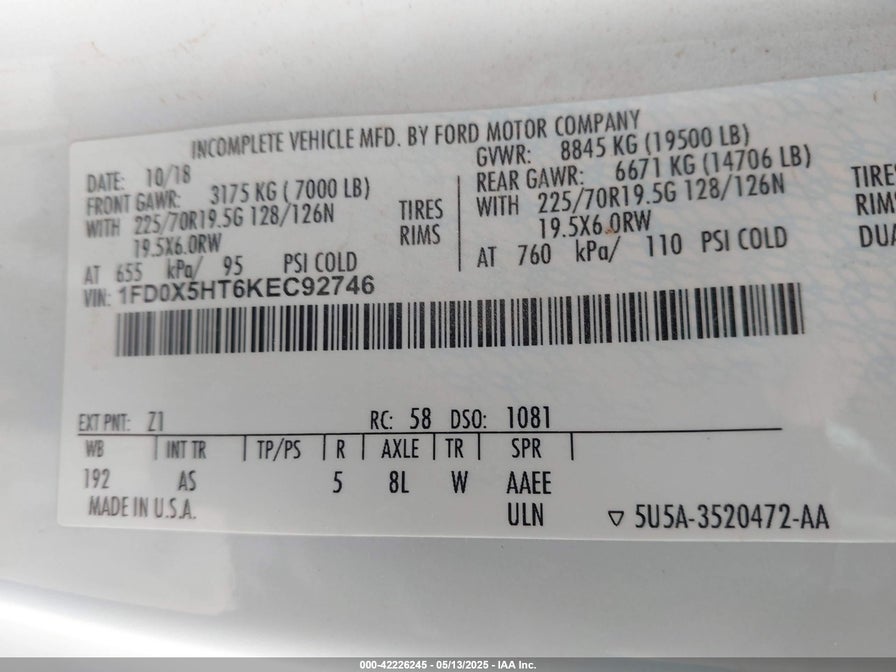 INCOMPLETE VEHICLE MFD. BY FORD MOTOR COMPANY
DATE: 10/18
GVWR: 8845 KG (19500 LB)
FRONT GAWR: 3175 KG ( 7000 LB)
REAR GAWR: 6671 KG (14706 LB)
WITH 225/70R19.5G 128/126N TIRES
WITH 225/70R19.5G 128/126N TIRES
19.5X6.0RW RIMS
19.5X6.0RW RIMS
AT 655 kPa/ 95 PSI COLD
AT 760 kPa/ 110 PSI COLD
VIN: 1FD0X5HT6KEC92746
EXT PNT: Z1 RC: 58 DSO: 1081
WB INT TR TP/PS R AXLE TR SPR
192 AS 5 8L W AAEE
MADE IN U.S.A. ULN 5U5A-3520472-AA
000-42226245 - 05/13/2025 - IAA Inc.